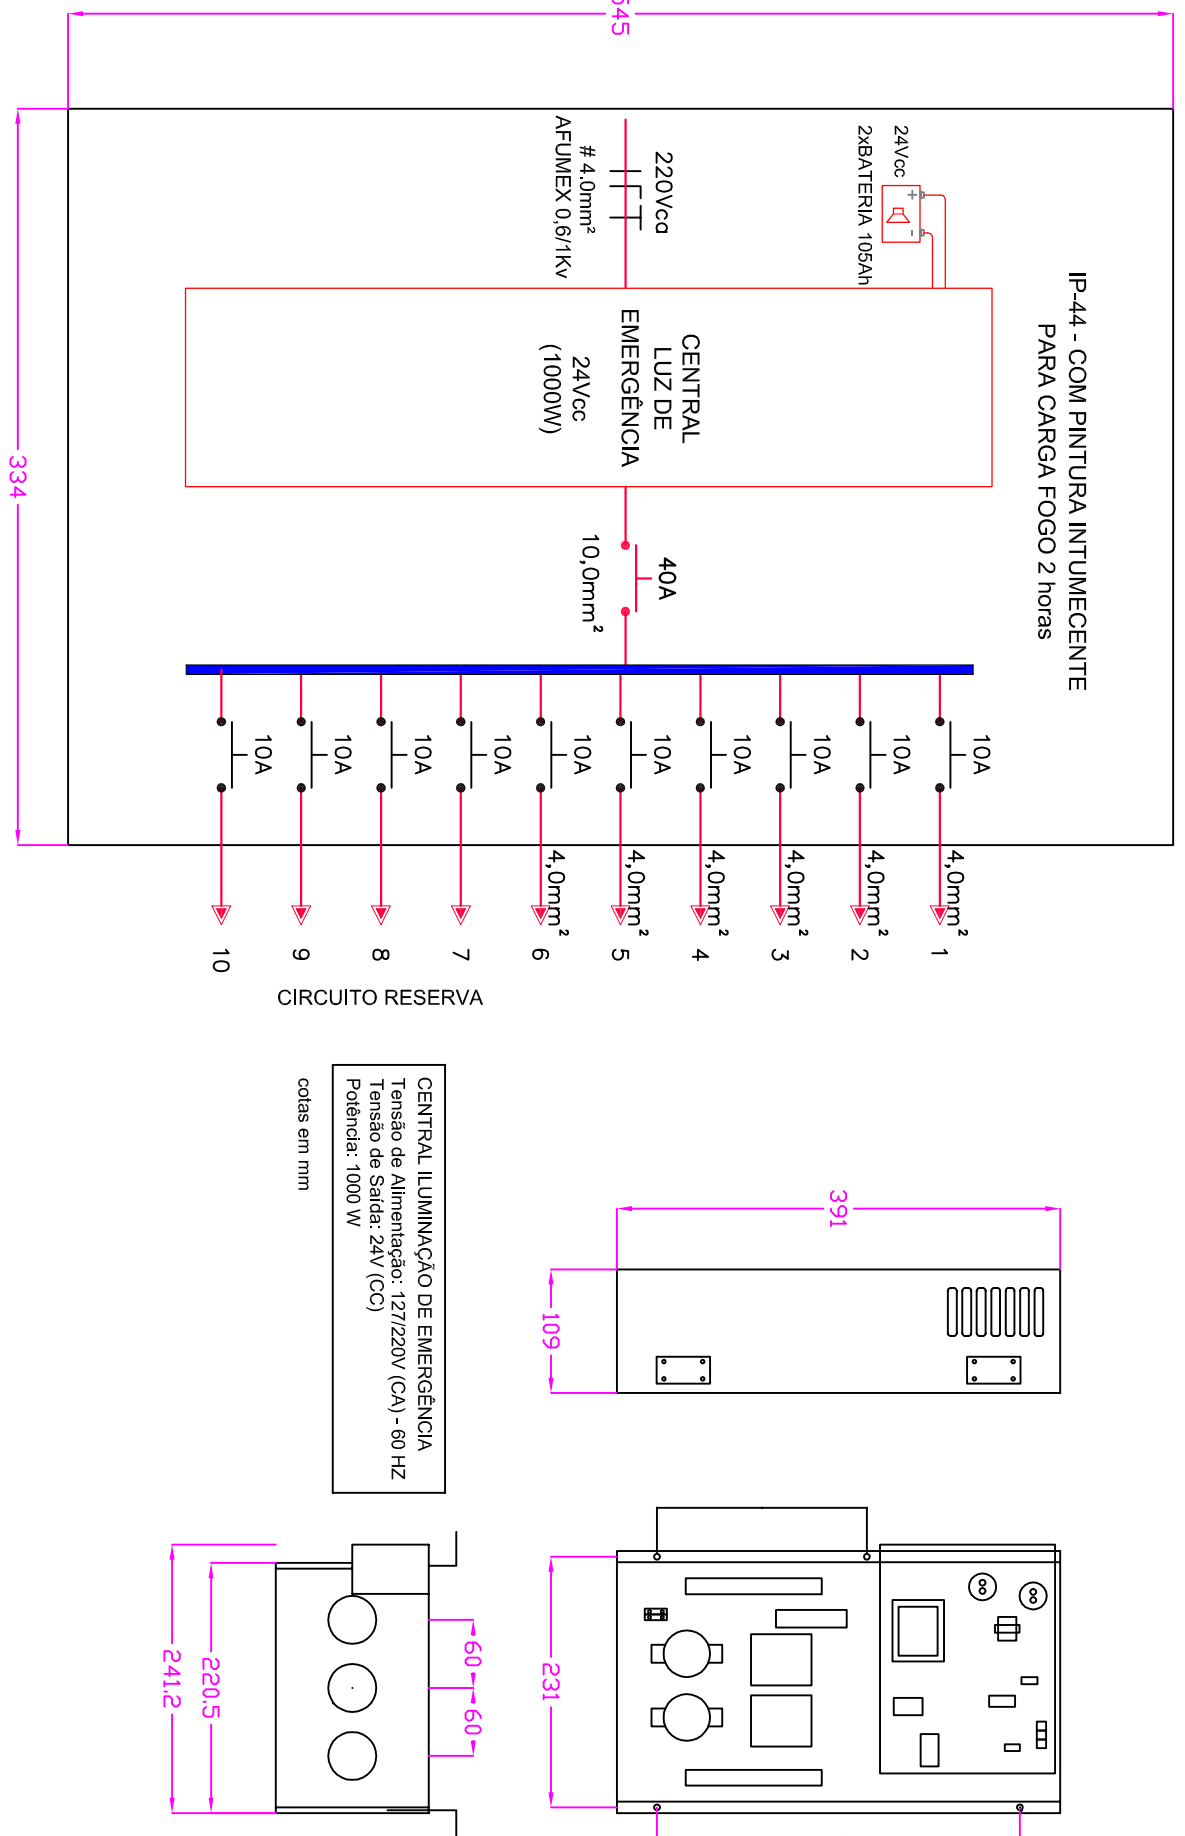 545
334
IP-44 - COM PINTURA INTUMECENTE
PARA CARGA FOGO 2 horas
24Vcc
+
-
2xBATERIA 105Ah
220Vca
# 4.0mm²
AFUMEX 0,6/1Kv
CENTRAL
LUZ DE
EMERGÊNCIA
24Vcc
(1000W)
40A
10,0mm²
10A
10A
10A
10A
10A
10A
10A
10A
10A
10A
4,0mm²
4,0mm²
4,0mm²
4,0mm²
4,0mm²
4,0mm²
1
2
3
4
5
6
7
8
9
10
CIRCUITO RESERVA
CENTRAL ILUMINAÇÃO DE EMERGÊNCIA
Tensão de Alimentação: 127/220V (CA) - 60 HZ
Tensão de Saída: 24V (CC)
Potência: 1000 W
cotas em mm
391
109
231
60
60
220.5
241.2